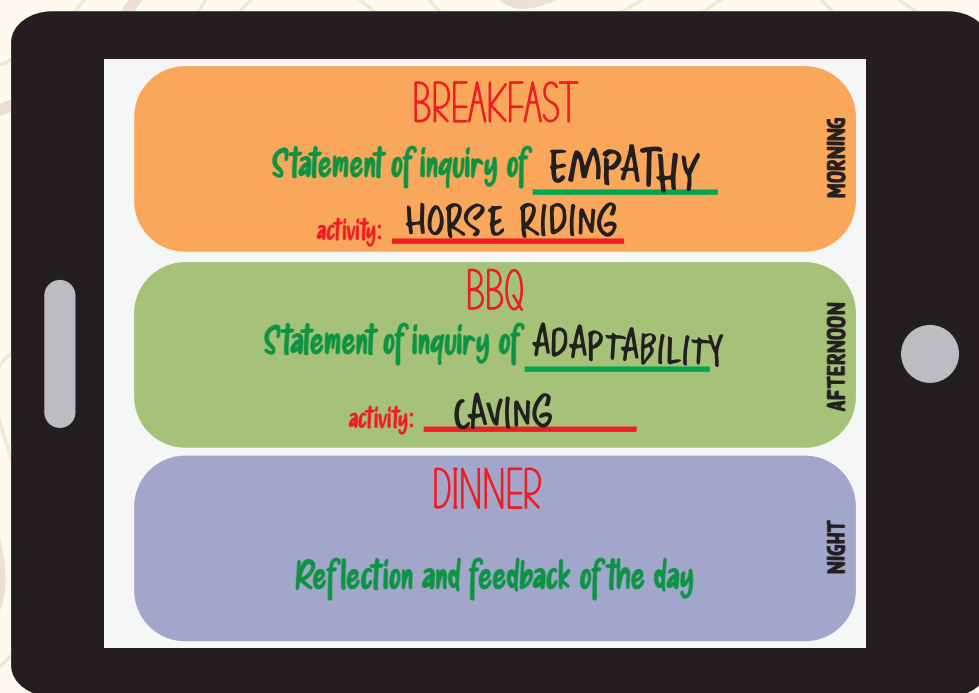 BREAKFAST
Statement of inquiry of EMPATHY
activity: HORSE RIDING
MORNING
BBQ
Statement of inquiry of ADAPTABILITY
activity: CAVING
AFTERNOON
DINNER
Reflection and feedback of the day
NIGHT